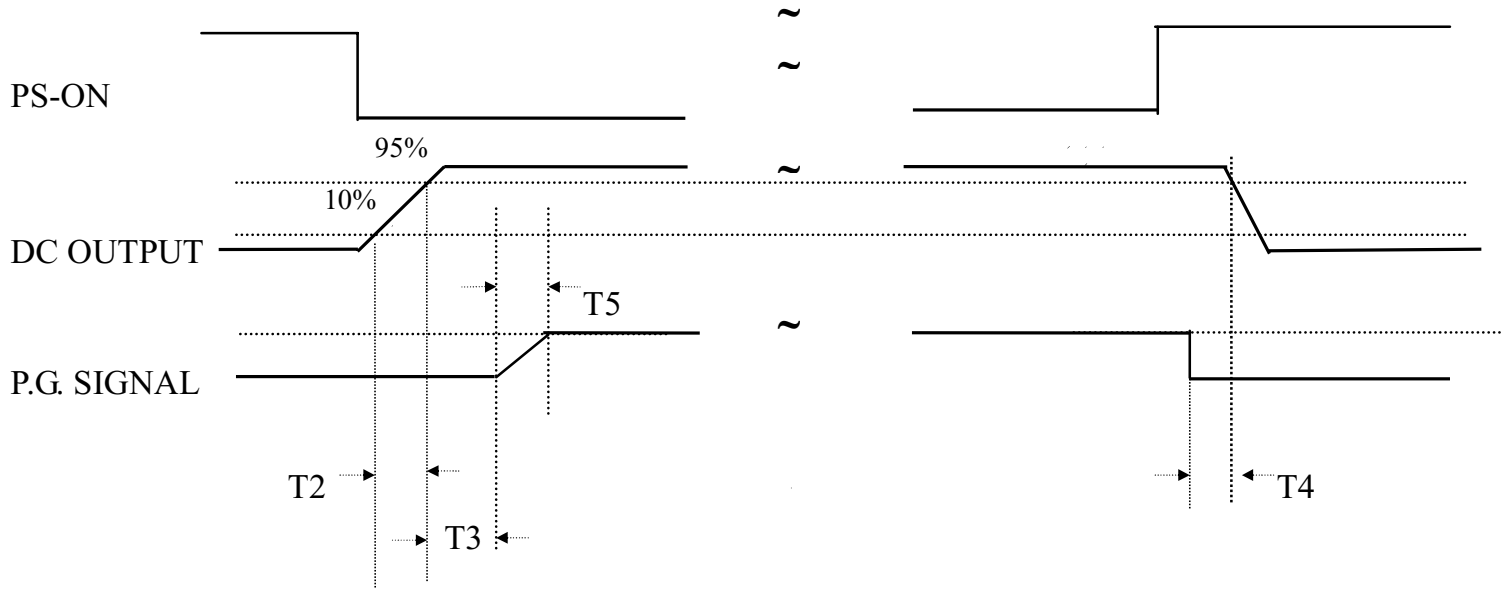 ~
~
PS-ON
95%
~
10%
DC OUTPUT
T5
~
P.G. SIGNAL
T2
T4
T3